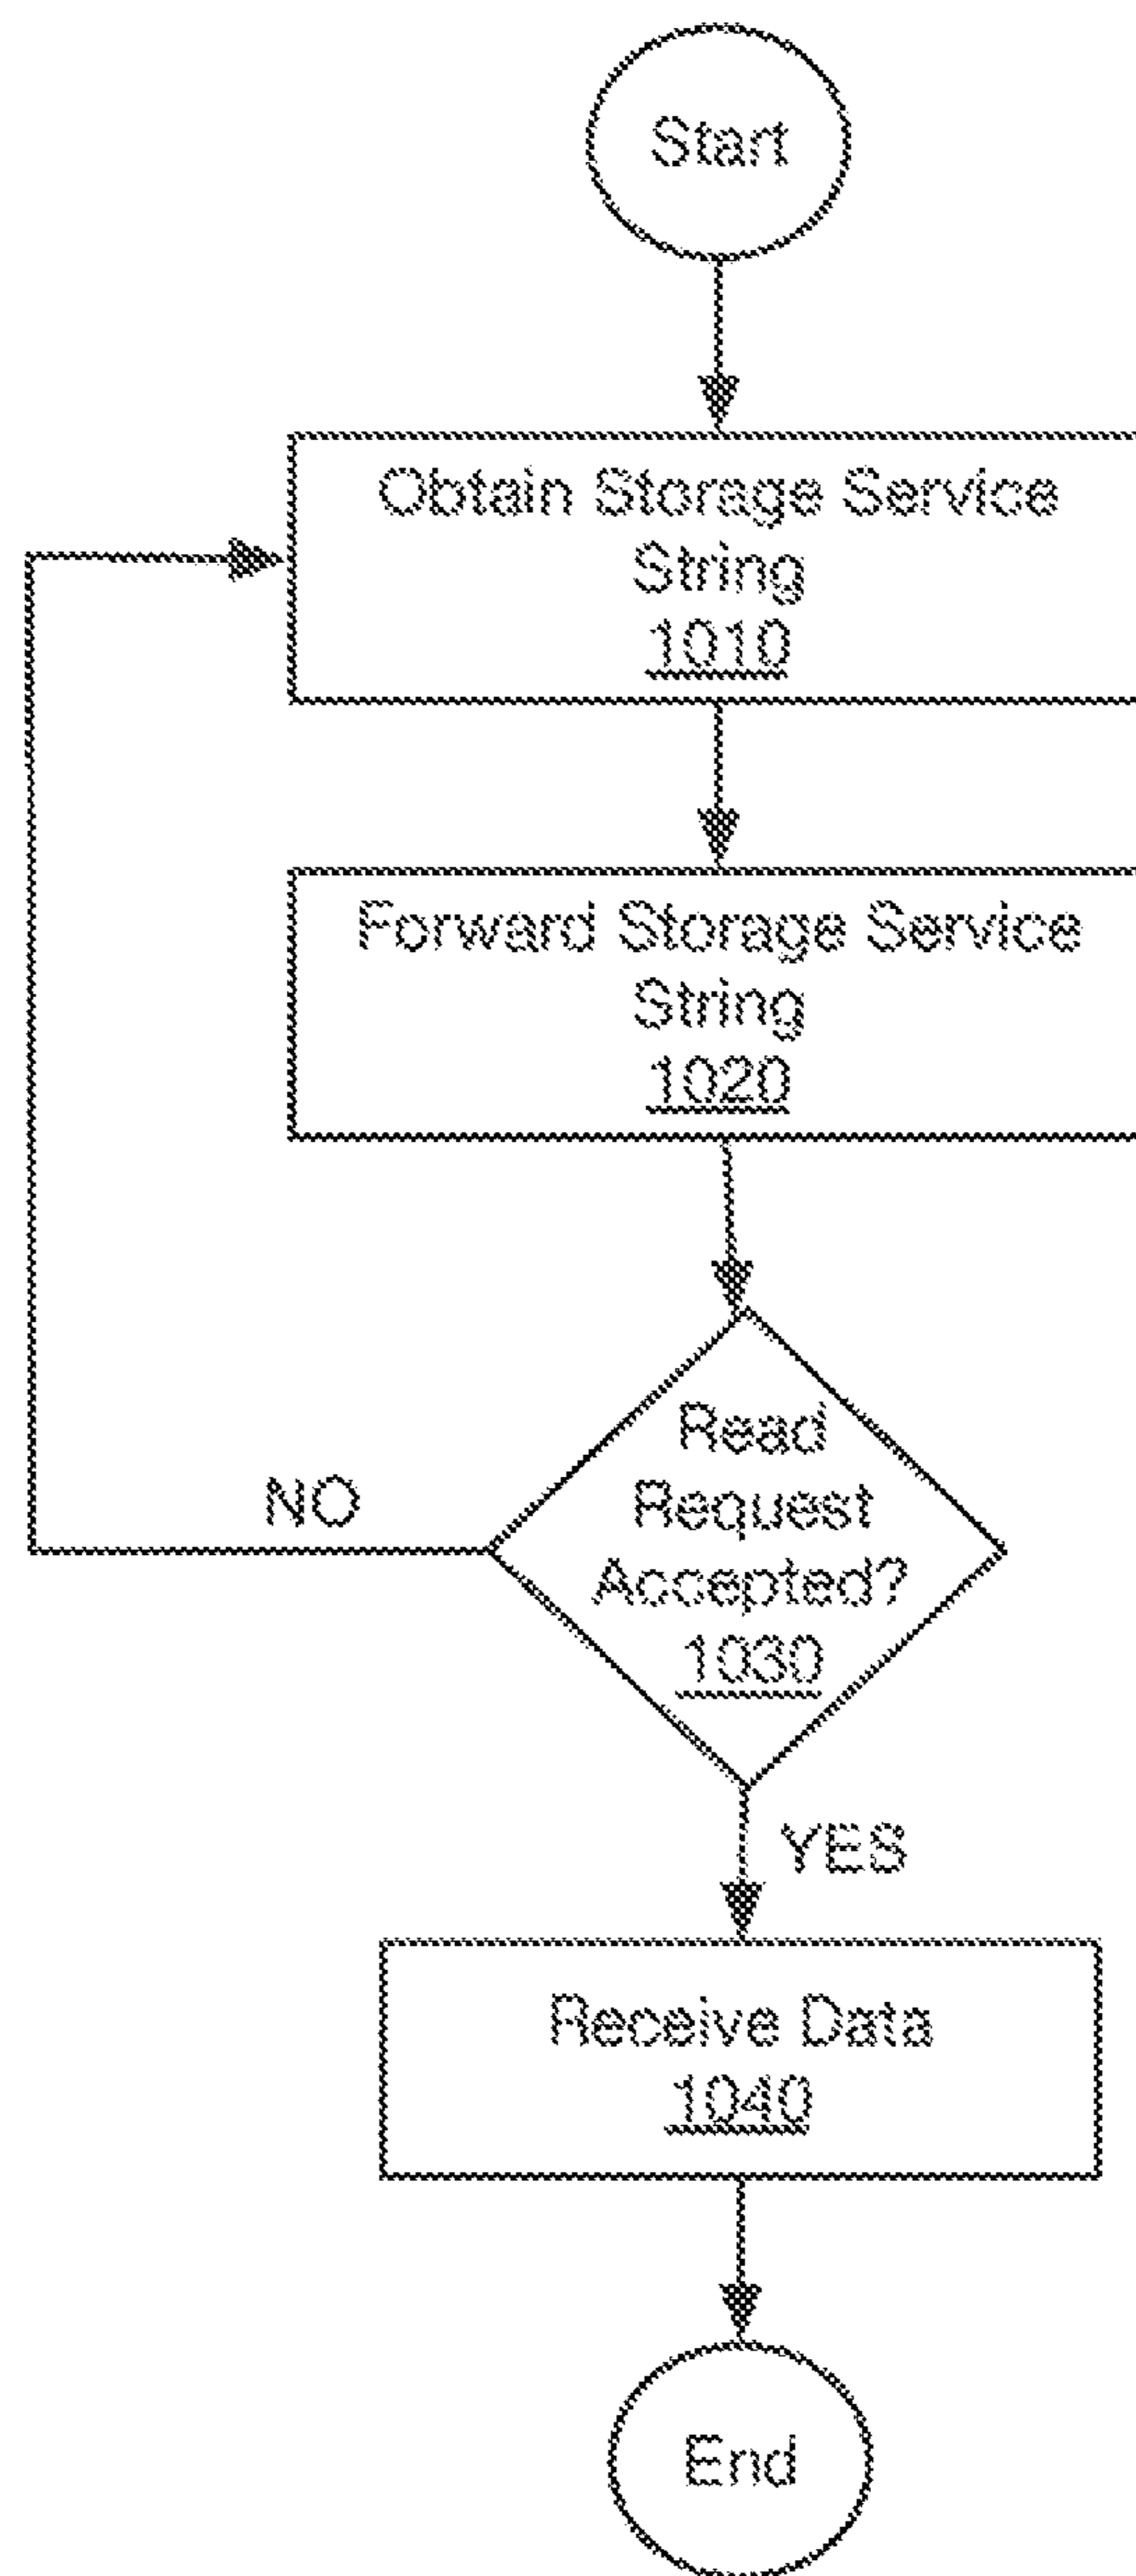 Start
Obtain Storage Service
String
1010
Forward Storage Service
String
1020
Read
Request
Accepted?
1030
NO
YES
Receive Data
1040
End